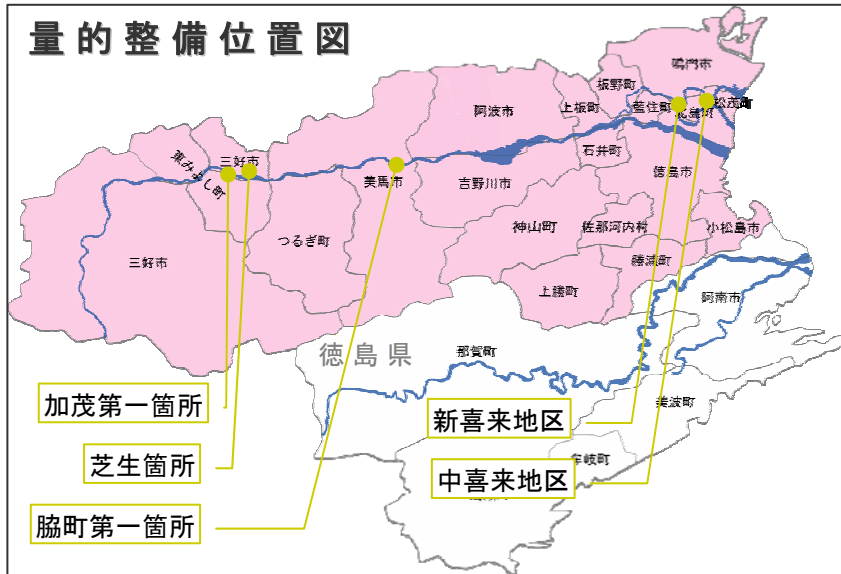 量的整備位置図
鳴門市
板野町
松茂町
藍住町
北島町
上板町
阿波市
石井町
徳島市
三好市
東みよし町
美馬市
吉野川市
つるぎ町
神山町
佐那河内村
小松島市
勝浦町
三好市
上勝町
阿南市
徳島県
那賀町
美波町
牟岐町
加茂第一箇所
芝生箇所
脇町第一箇所
新喜来地区
中喜来地区